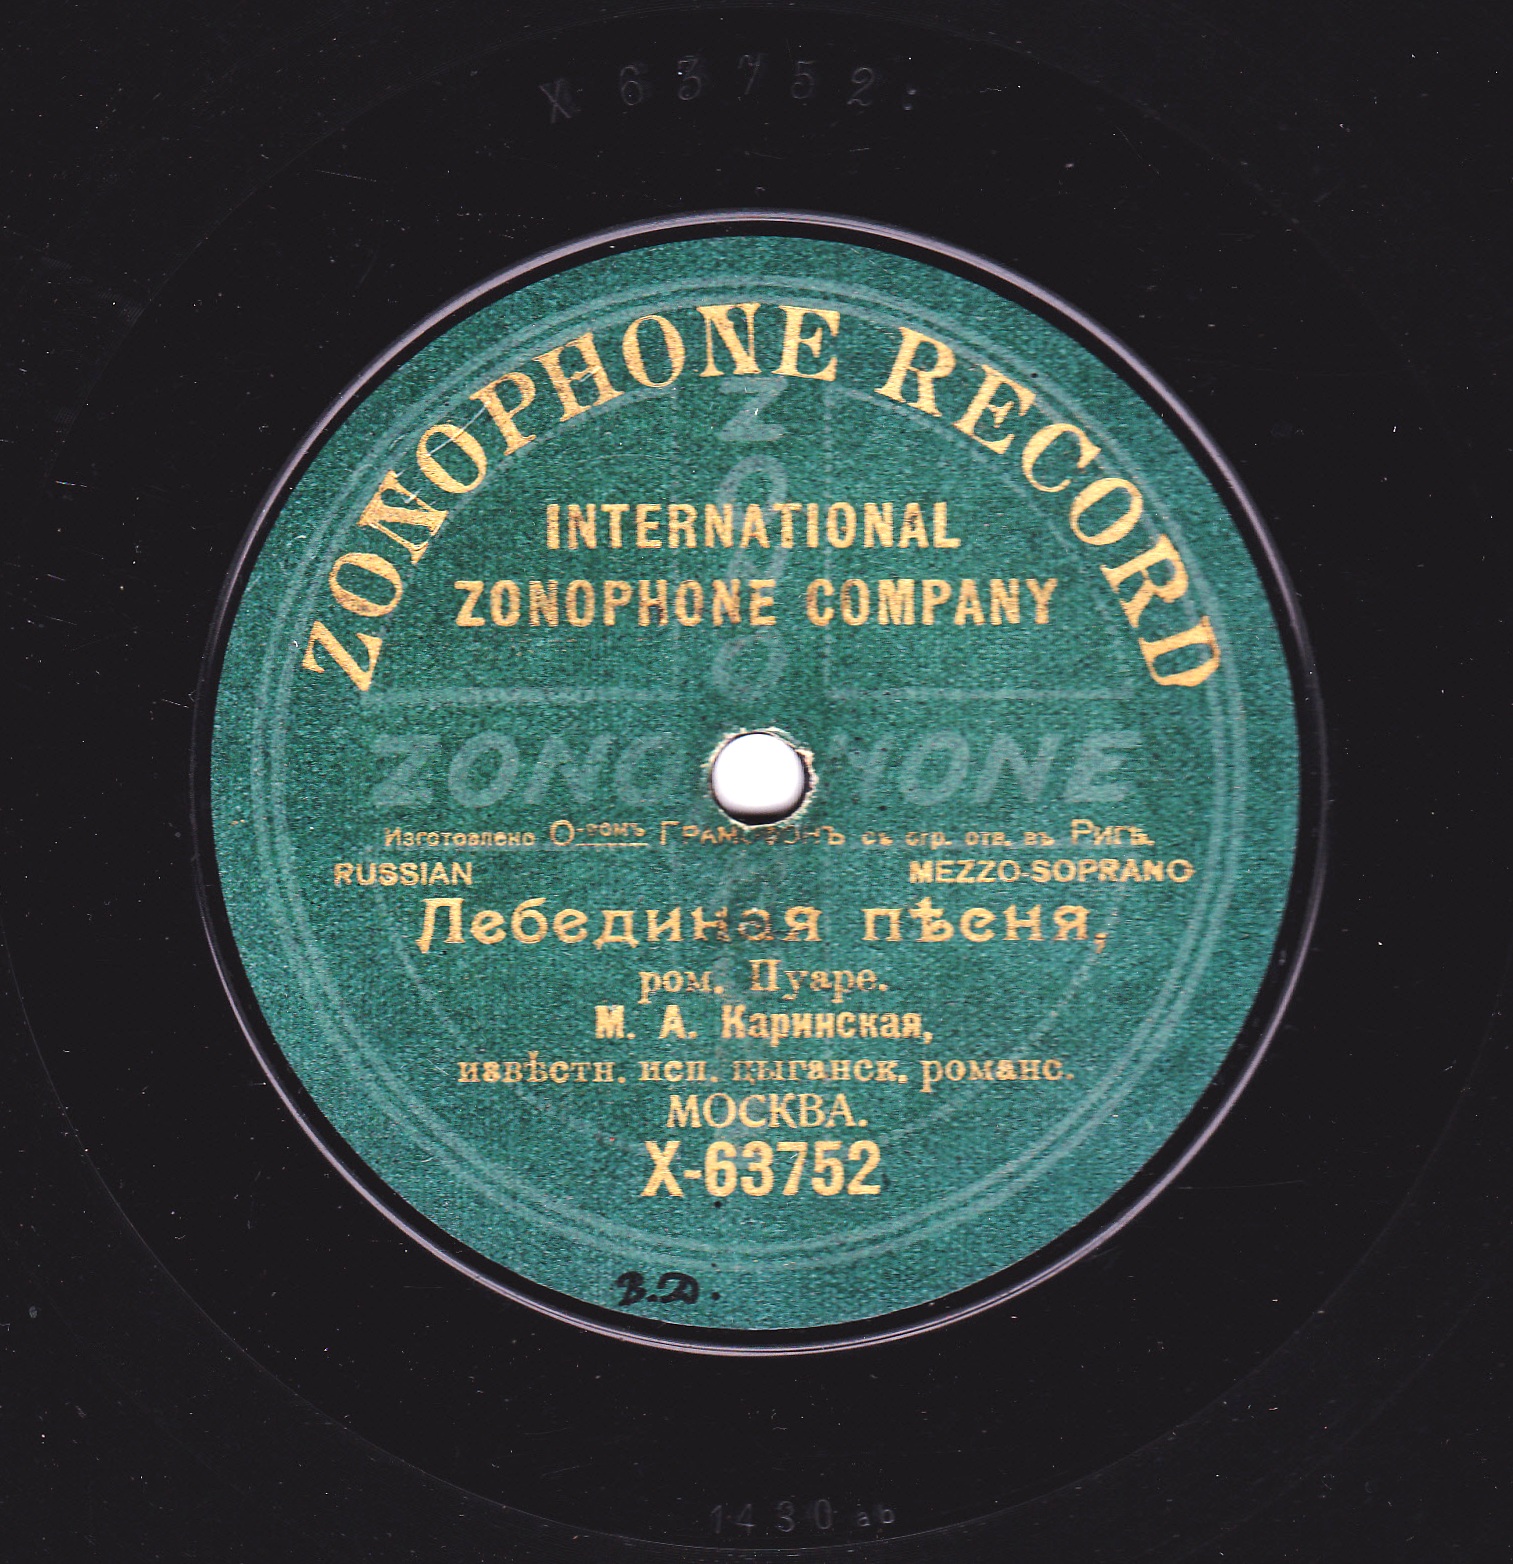 X 63752:
ZONOPHONE RECORD
INTERNATIONAL
ZONOPHONE COMPANY
ZONOPHONE
Изготовлено О-вомъ Грамофонъ съ огр. отв. въ Ригѣ.
RUSSIAN MEZZO-SOPRANO
Лебединая пѣсня,
ром. Пуаре.
М. А. Каринская,
извѣстн. исп. цыганск. романс.
МОСКВА.
X-63752
В.Д.
1430 ab